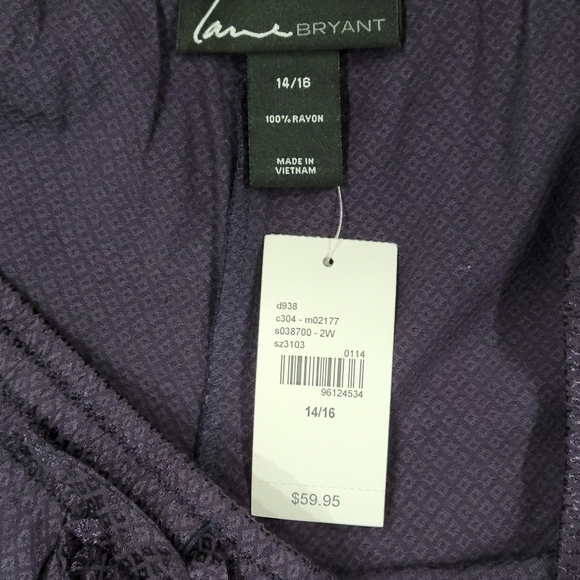 Lane BRYANT
14/16
100% RAYON
MADE IN
VIETNAM
d938
c304 - m02177
s038700 - 2W
sz3103
0114
96124534
14/16
$59.95